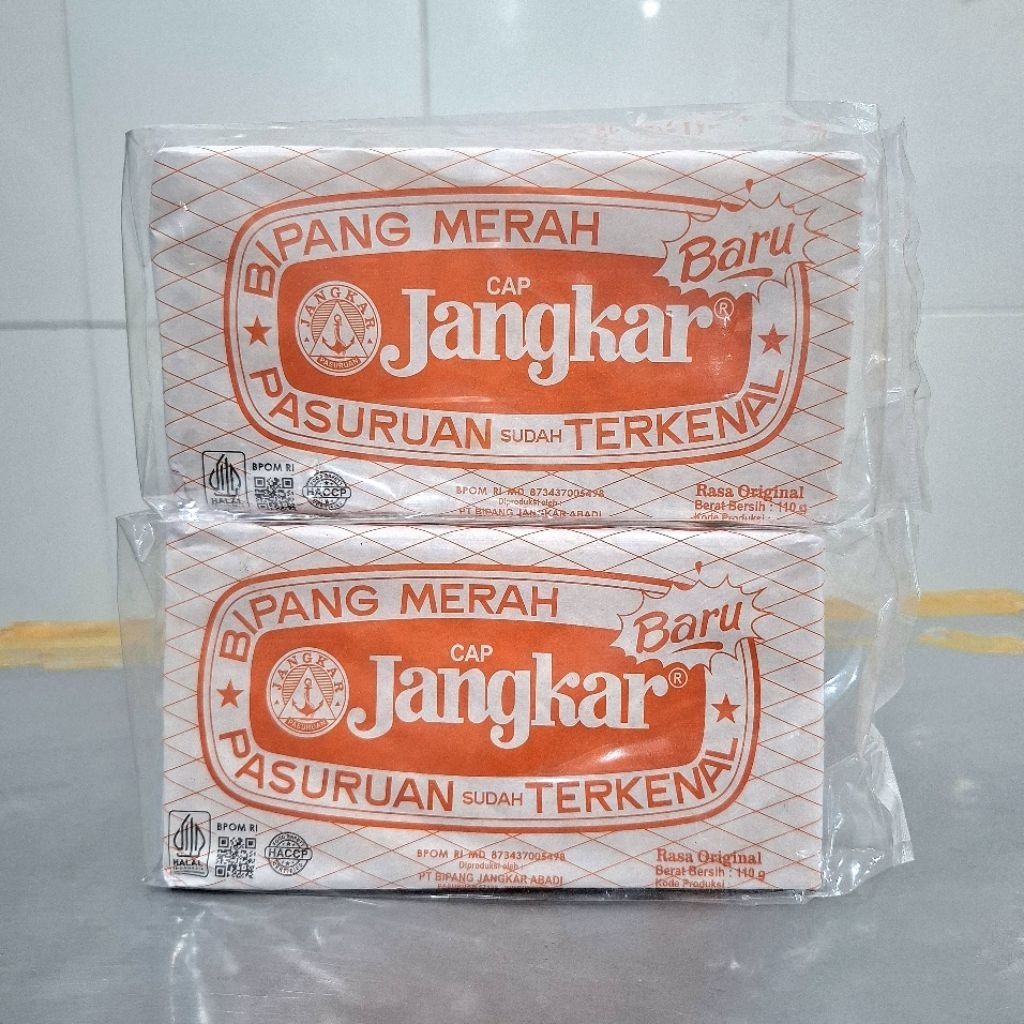 BIPANG MERAH
Baru
CAP
Jangkar®
JANGKAR
PASURUAN
PASURUAN SUDAH TERKENAL
HALAL
BPOM RI
HACCP
BPOM RI MD 873437005498
Diproduksi oleh :
PT BIPANG JANGKAR ABADI
Rasa Original
Berat Bersih : 110 g
Kode Produksi :
BIPANG MERAH
Baru
CAP
Jangkar®
JANGKAR
PASURUAN
PASURUAN SUDAH TERKENAL
HALAL
BPOM RI
HACCP
BPOM RI MD 873437005498
Diproduksi oleh :
PT BIPANG JANGKAR ABADI
Rasa Original
Berat Bersih : 110 g
Kode Produksi